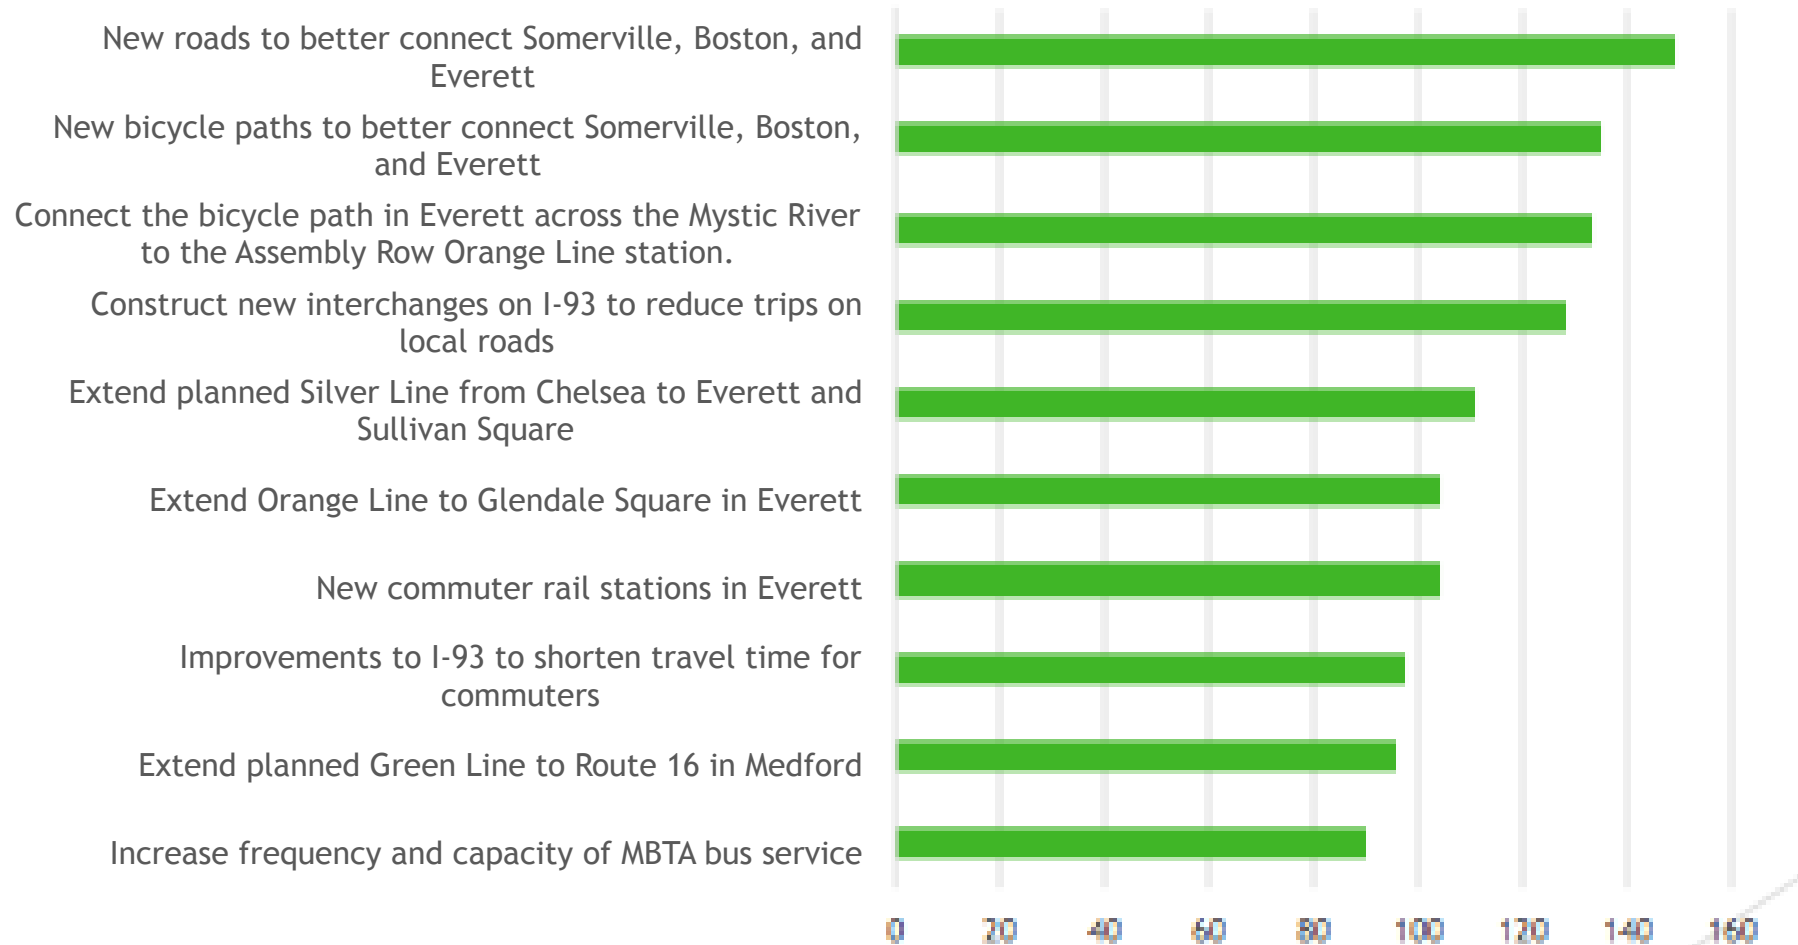 New roads to better connect Somerville, Boston, and
Everett
New bicycle paths to better connect Somerville, Boston,
and Everett
Connect the bicycle path in Everett across the Mystic River
to the Assembly Row Orange Line station.
Construct new interchanges on I-93 to reduce trips on
local roads
Extend planned Silver Line from Chelsea to Everett and
Sullivan Square
Extend Orange Line to Glendale Square in Everett
New commuter rail stations in Everett
Improvements to I-93 to shorten travel time for
commuters
Extend planned Green Line to Route 16 in Medford
Increase frequency and capacity of MBTA bus service
0 20 40 60 80 100 120 140 160